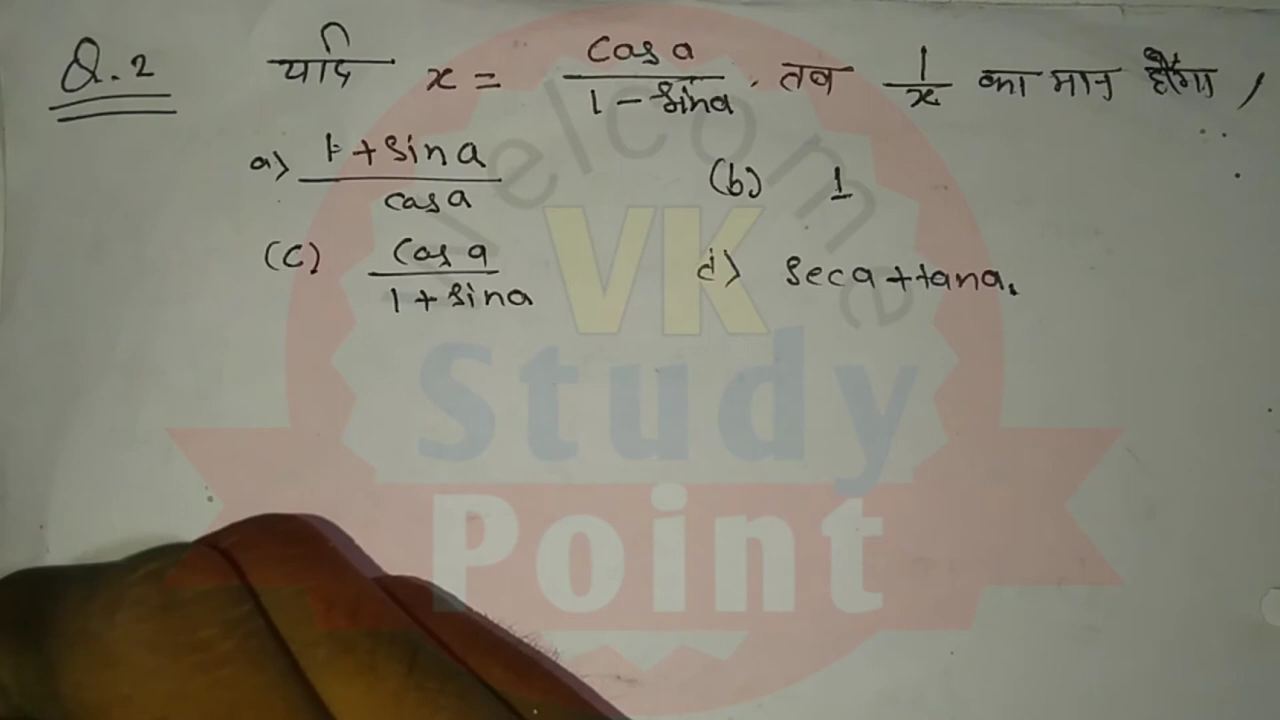 Q.2 यदि x = cos a / 1 - sin a . तब 1/x का मान होगा,
a) 1 + sin a / cos a (b) 1
(c) cos a / 1 + sin a d) sec a + tan a.
Welcome
VK
Study
Point